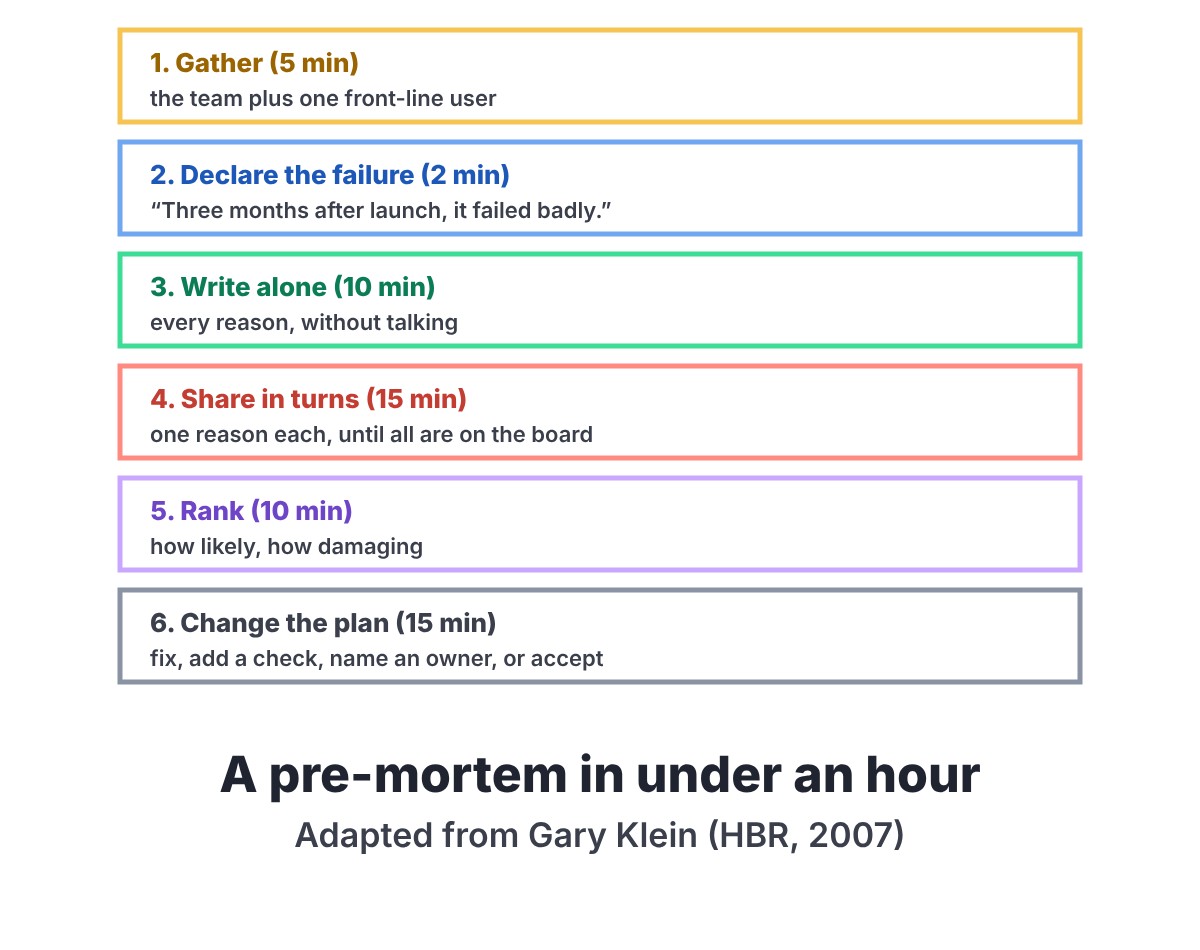 1. Gather (5 min)
the team plus one front-line user
2. Declare the failure (2 min)
“Three months after launch, it failed badly.”
3. Write alone (10 min)
every reason, without talking
4. Share in turns (15 min)
one reason each, until all are on the board
5. Rank (10 min)
how likely, how damaging
6. Change the plan (15 min)
fix, add a check, name an owner, or accept
A pre-mortem in under an hour
Adapted from Gary Klein (HBR, 2007)